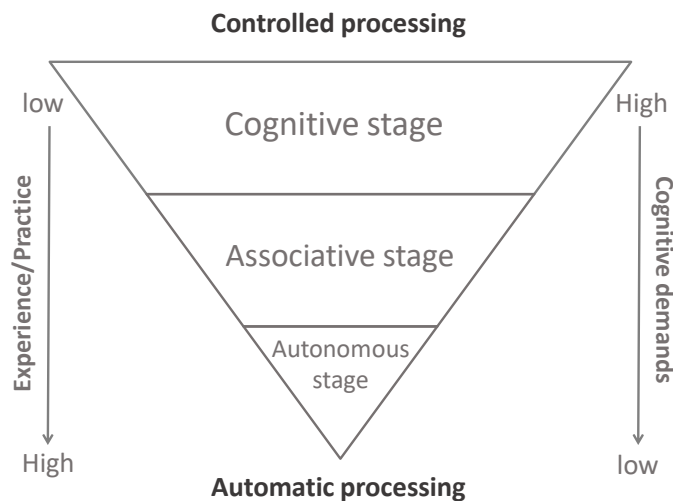 Controlled processing
low
High
Cognitive stage
Experience/Practice
Cognitive demands
Associative stage
Autonomous
stage
High
low
Automatic processing